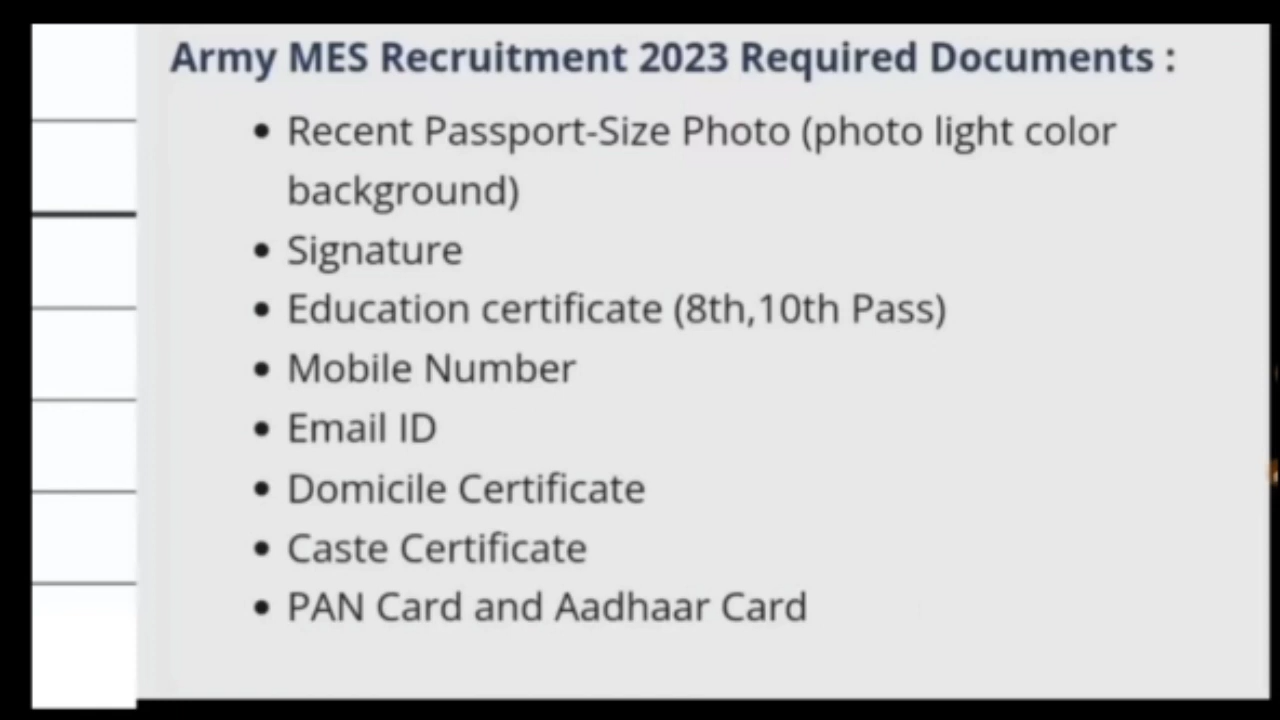 Army MES Recruitment 2023 Required Documents :
• Recent Passport-Size Photo (photo light color
background)
• Signature
• Education certificate (8th,10th Pass)
• Mobile Number
• Email ID
• Domicile Certificate
• Caste Certificate
• PAN Card and Aadhaar Card